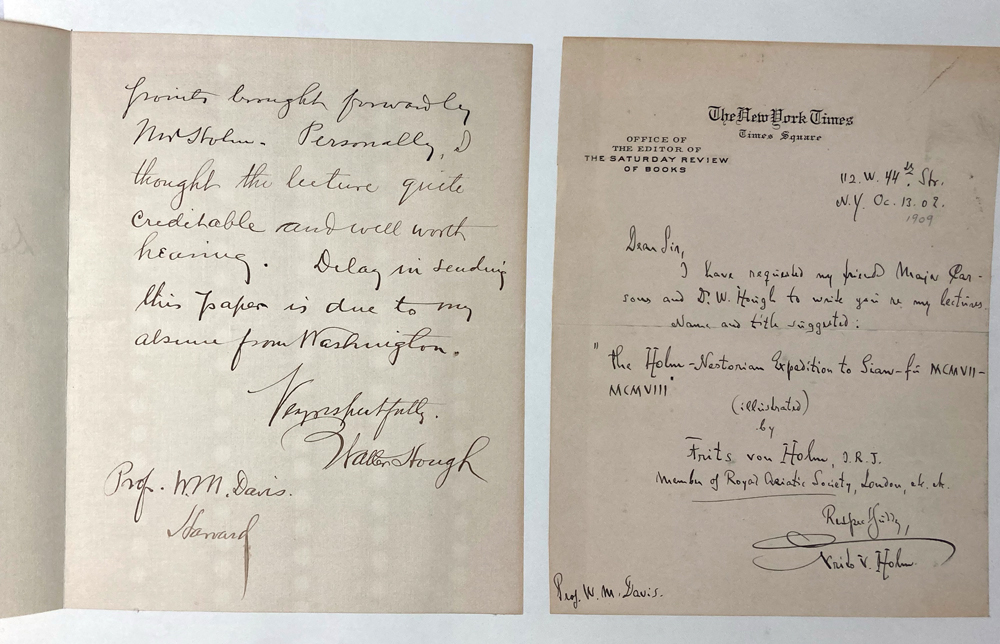 points brought forward by
Mr Holm. Personally, I
thought the lecture quite
creditable and well worth
hearing. Delay in sending
this paper is due to my
absence from Washington.
Very respectfully.
Walter Hough
Prof. W. M. Davis.
Harvard
The New York Times
Times Square
OFFICE OF
THE EDITOR OF
THE SATURDAY REVIEW
OF BOOKS
112. W. 44th. Str.
N.Y. Oc. 13. 02.
1909
Dear Sir,
I have requested my friend Major Car-
sons and Dr. W. Hough to write you re my lectures.
Name and title suggested:
"the Holm-Nestorian Expedition to Sian-fu MCMVII-
MCMVIII"
(illustrated)
by
Frits von Holm,
Member of Royal Asiatic Society, London, etc. etc.
Respectfully,
Frits v. Holm.
Prof. W. M. Davis.